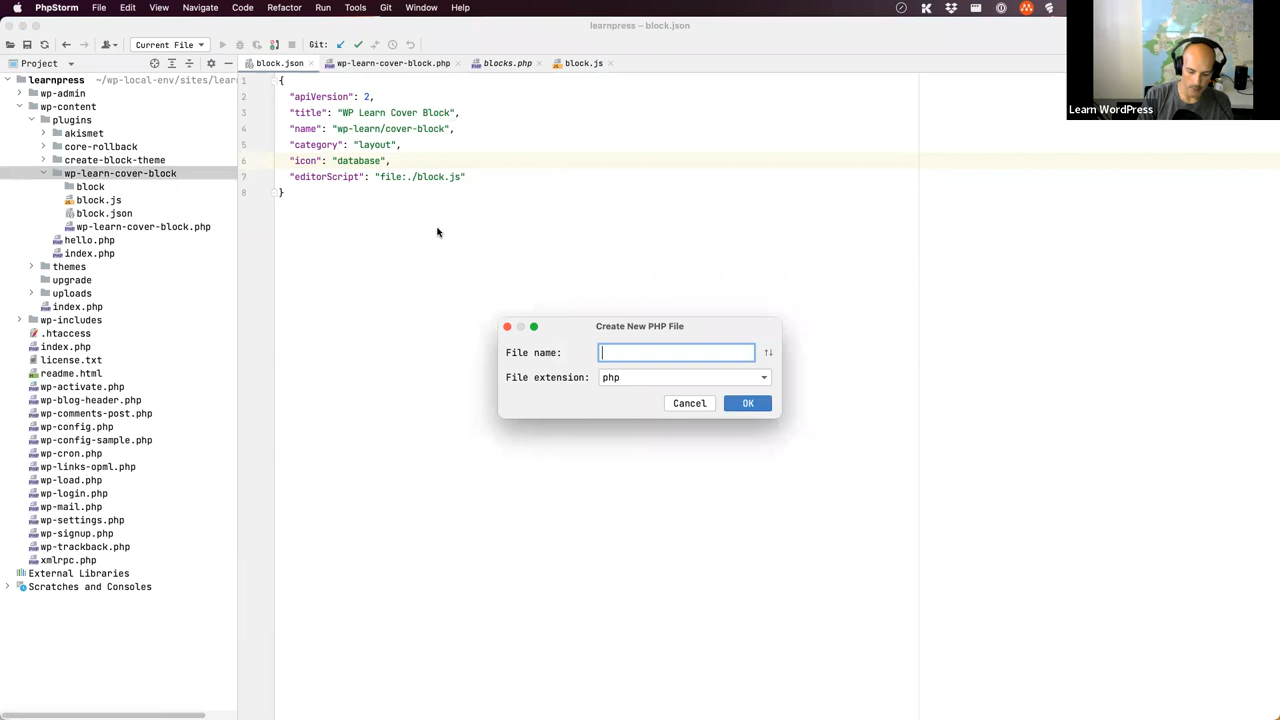 PhpStorm File Edit View Navigate Code Refactor Run Tools Git Window Help
learnpress – block.json
Current File Git:
Project
block.json wp-learn-cover-block.php blocks.php block.js
learnpress ~/wp-local-env/sites/lear
wp-admin
wp-content
plugins
akismet
core-rollback
create-block-theme
wp-learn-cover-block
block
block.js
block.json
wp-learn-cover-block.php
hello.php
index.php
themes
upgrade
uploads
index.php
wp-includes
.htaccess
index.php
license.txt
readme.html
wp-activate.php
wp-blog-header.php
wp-comments-post.php
wp-config.php
wp-config-sample.php
wp-cron.php
wp-links-opml.php
wp-load.php
wp-login.php
wp-mail.php
wp-settings.php
wp-signup.php
wp-trackback.php
xmlrpc.php
External Libraries
Scratches and Consoles
1 {
2 "apiVersion": 2,
3 "title": "WP Learn Cover Block",
4 "name": "wp-learn/cover-block",
5 "category": "layout",
6 "icon": "database",
7 "editorScript": "file:./block.js"
8 }
Create New PHP File
File name:
File extension: php
Cancel OK
Learn WordPress